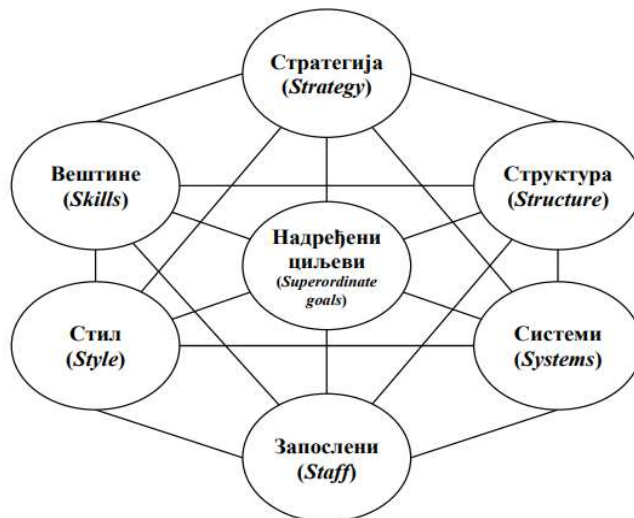 Стратегија
(Strategy)
Вештине
(Skills)
Структура
(Structure)
Надређени
циљеви
(Superordinate
goals)
Стил
(Style)
Системи
(Systems)
Запослени
(Staff)